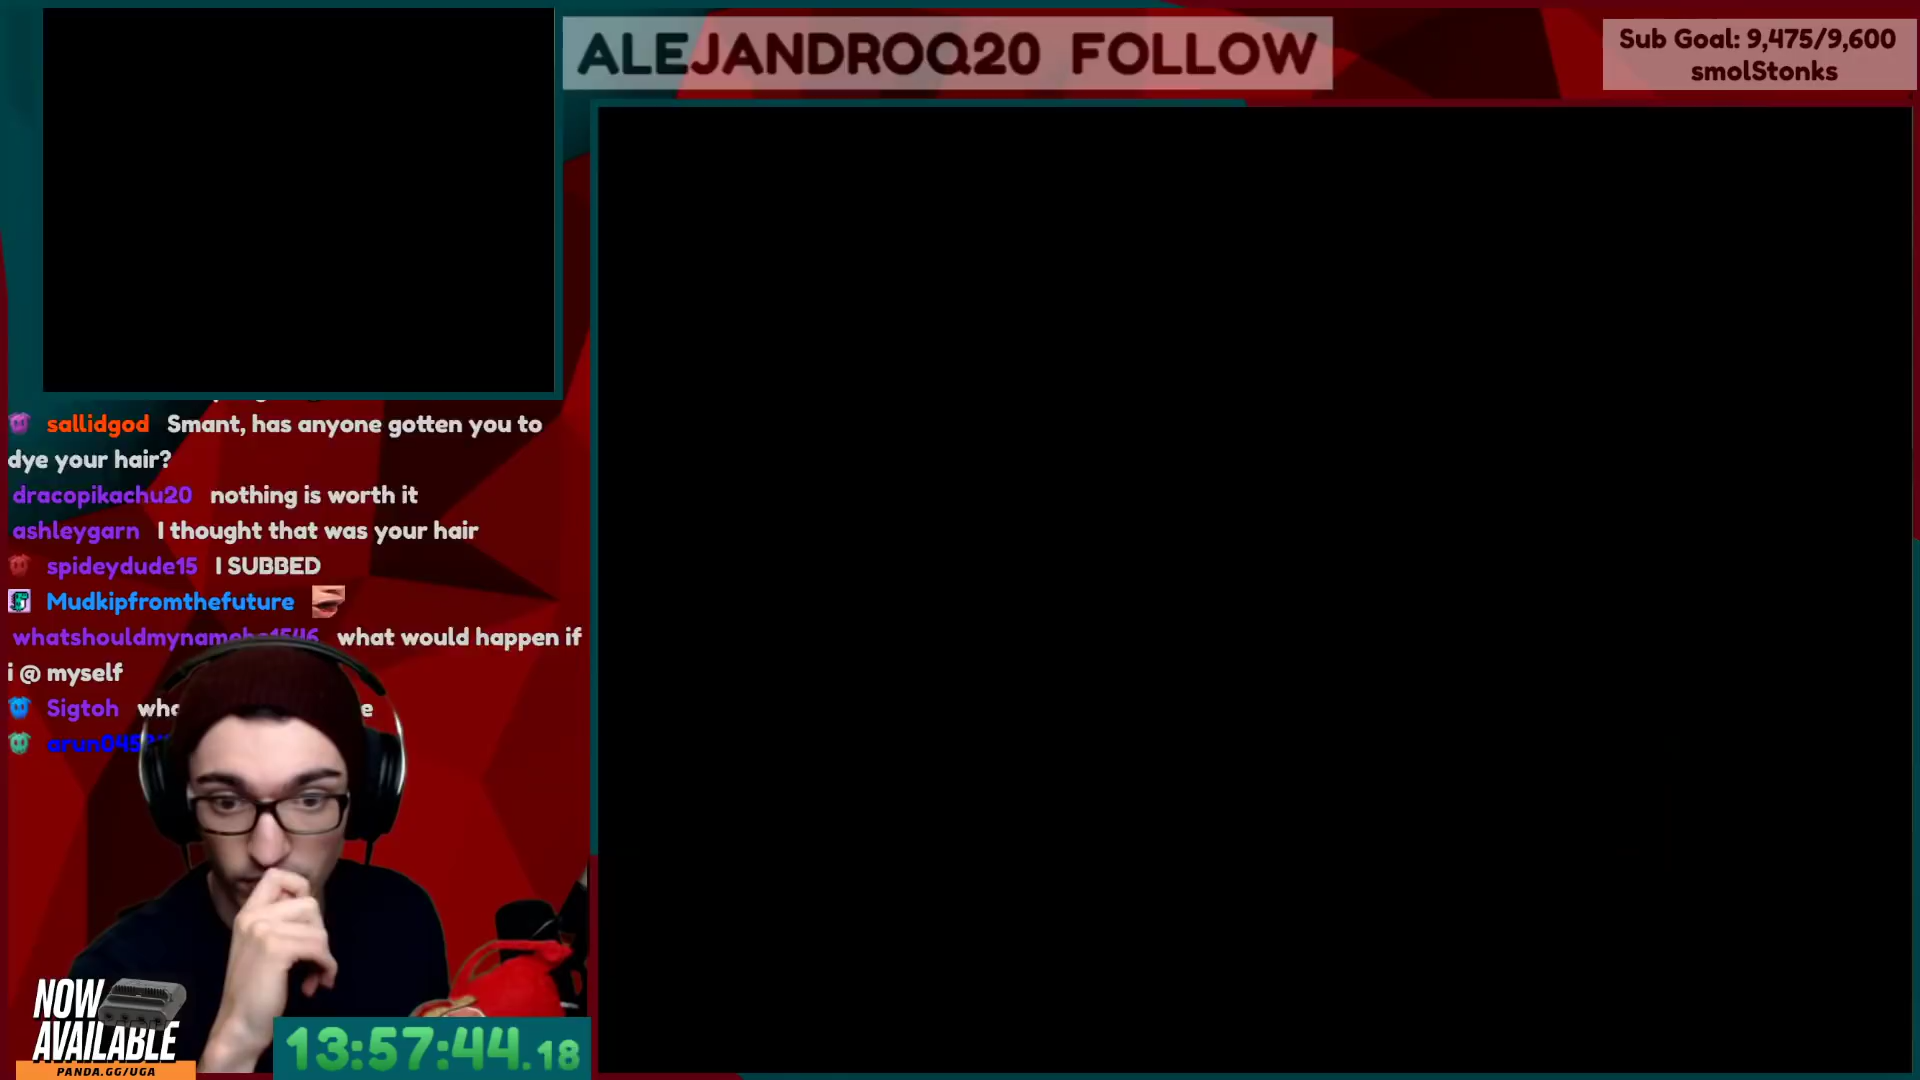 ALEJANDROQ20 FOLLOW
Sub Goal: 9,475/9,600
smolStonks
sallidgod Smant, has anyone gotten you to
dye your hair?
dracopikachu20 nothing is worth it
ashleygarn I thought that was your hair
spideydude15 I SUBBED
Mudkipfromthefuture
what would happen if
i @ myself
Sigtoh
NOW
AVAILABLE
PANDA.GG/UGA
13:57:44.18